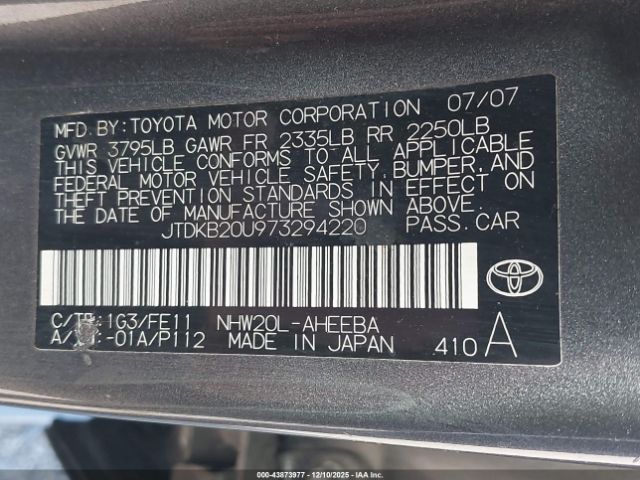 MFD. BY: TOYOTA MOTOR CORPORATION 07/07
GVWR 3795LB GAWR FR 2335LB RR 2250LB
THIS VEHICLE CONFORMS TO ALL APPLICABLE
FEDERAL MOTOR VEHICLE SAFETY, BUMPER, AND
THEFT PREVENTION STANDARDS IN EFFECT ON
THE DATE OF MANUFACTURE SHOWN ABOVE.
JTDKB20U973294220 PASS. CAR
C/TR:1G3/FE11 NHW20L-AHEEBA
A/ -01A/P112 MADE IN JAPAN 410 A
000-43873977 • 12/10/2025 • IAA Inc.